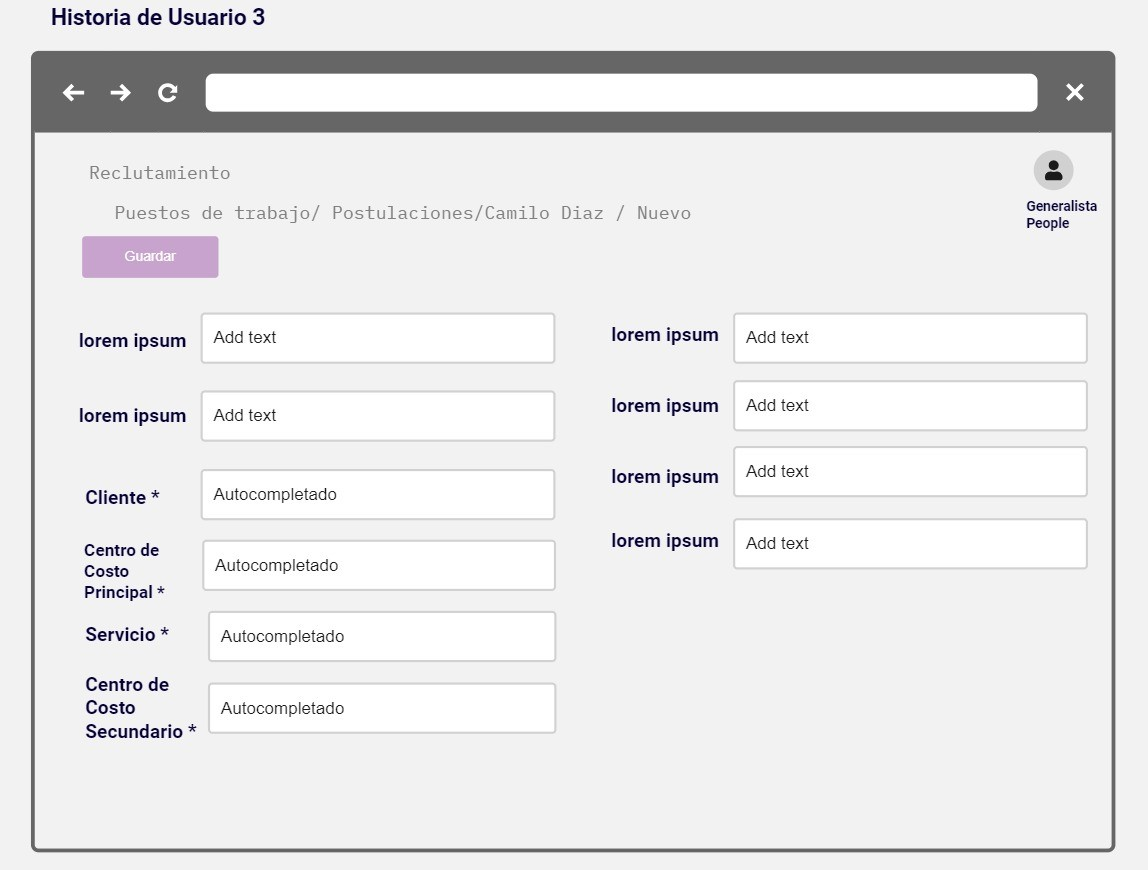 Historia de Usuario 3
Reclutamiento
Puestos de trabajo/ Postulaciones/Camilo Diaz / Nuevo
Generalista
People
Guardar
lorem ipsum
Add text
lorem ipsum
Add text
Cliente *
Autocompletado
Centro de
Costo
Principal *
Autocompletado
Servicio *
Autocompletado
Centro de
Costo
Secundario *
Autocompletado
lorem ipsum
Add text
lorem ipsum
Add text
lorem ipsum
Add text
lorem ipsum
Add text